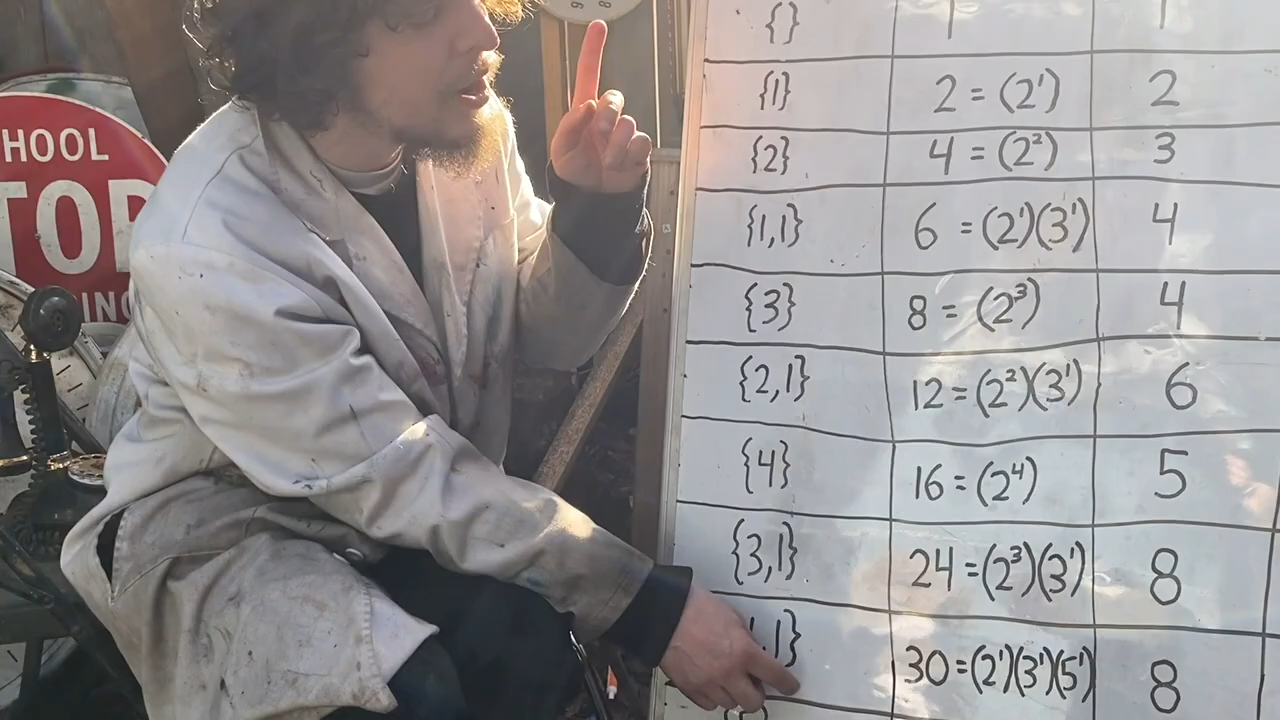 {} 1 1
{1} 2 = (2¹) 2
{2} 4 = (2²) 3
{1,1} 6 = (2¹)(3¹) 4
{3} 8 = (2³) 4
{2,1} 12 = (2²)(3¹) 6
{4} 16 = (2⁴) 5
{3,1} 24 = (2³)(3¹) 8
,1} 30 = (2¹)(3¹)(5¹) 8
HOOL
TOP
ING